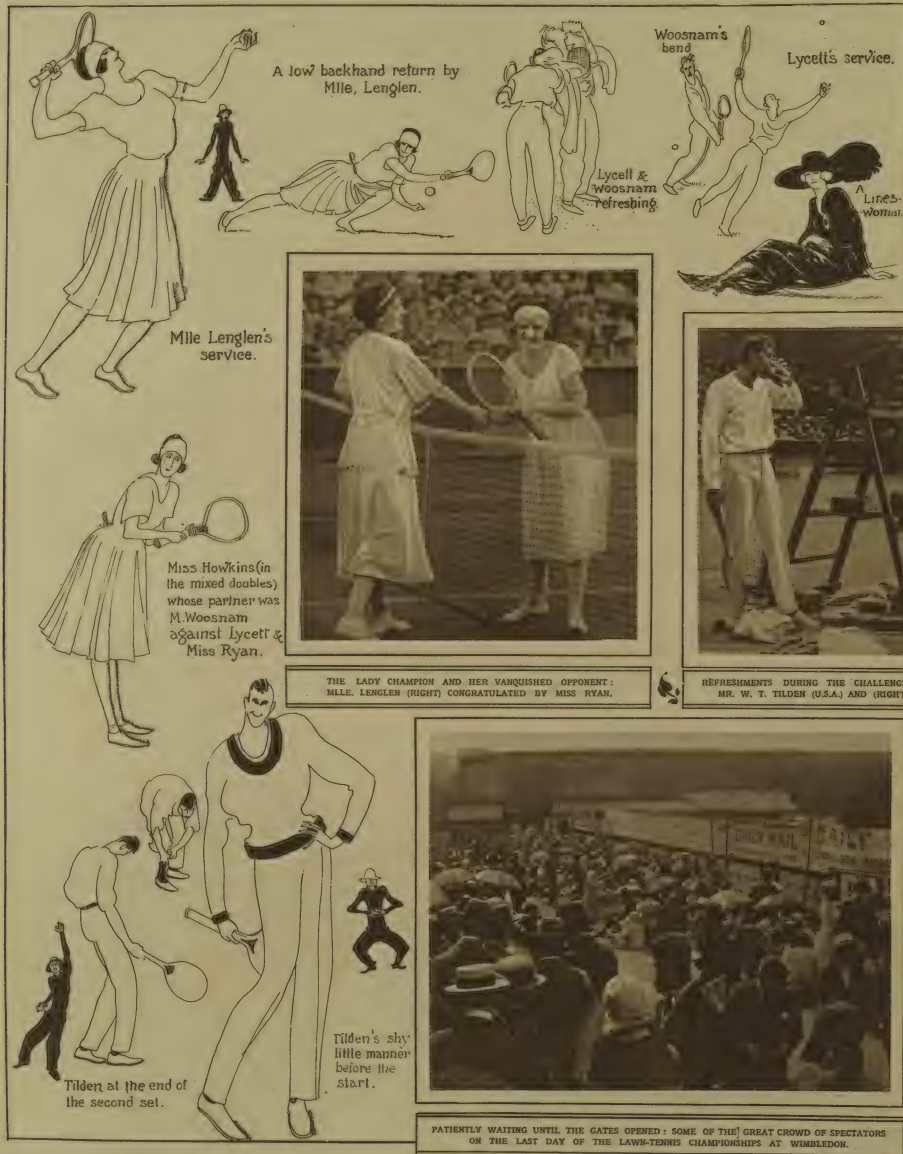 A low backhand return by
Mlle, Lenglen.
Lycett &
Woosnam
refreshing
Woosnam's
bend
Lycett's service.
A
Lines-
Woman
Mlle Lenglen's
service.
Miss Howkins (in
the mixed doubles)
whose partner was
M. Woosnam
against Lycett &
Miss Ryan.
THE LADY CHAMPION AND HER VANQUISHED OPPONENT:
MLLE. LENGLEN (RIGHT) CONGRATULATED BY MISS RYAN.
REFRESHMENTS DURING THE CHALLENG
MR. W. T. TILDEN (U.S.A.) AND (RIGHT
Tilden at the end of
the second set.
Tilden's shy
little manner
before the
start.
DAILY MAIL
DAILY
PATIENTLY WAITING UNTIL THE GATES OPENED: SOME OF THE GREAT CROWD OF SPECTATORS
ON THE LAST DAY OF THE LAWN-TENNIS CHAMPIONSHIPS AT WIMBLEDON.